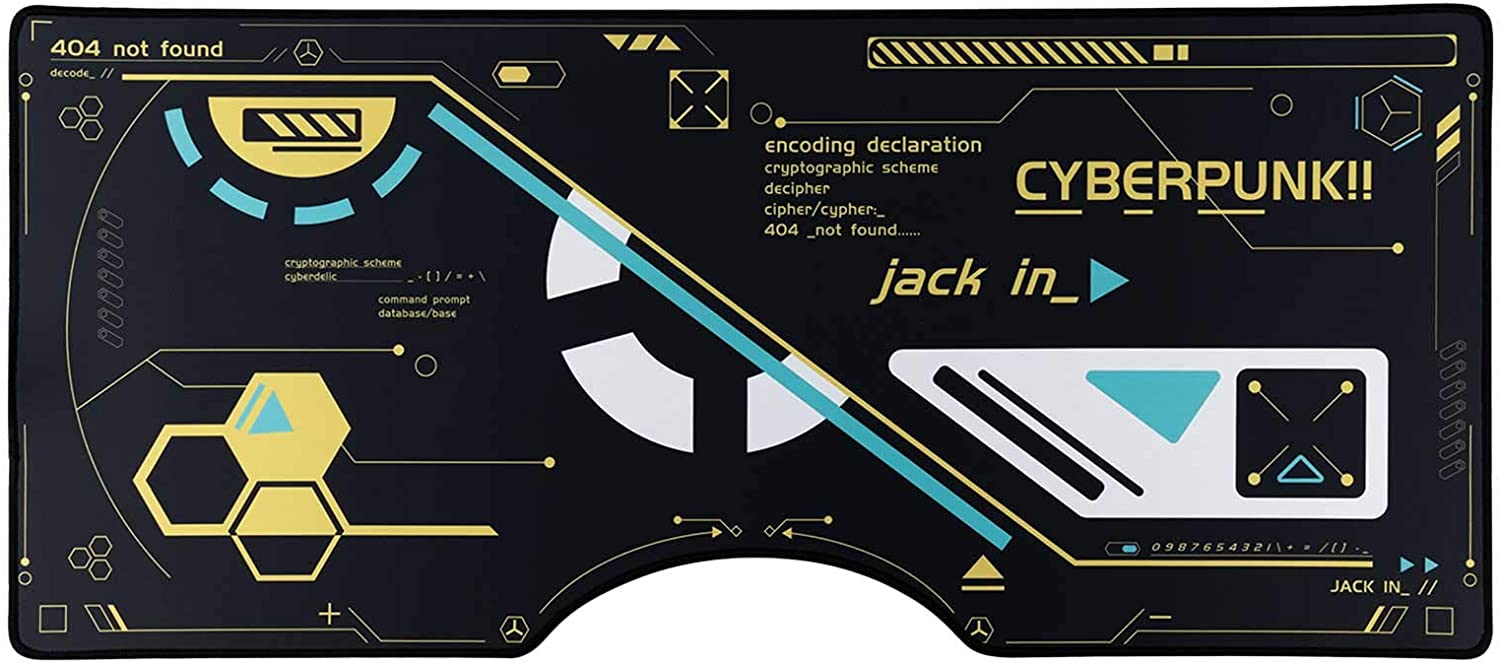 404 not found
decode_ //
encoding declaration
cryptographic scheme
decipher
cipher/cypher:_
404 _not found......
CYBERPUNK!!
cryptographic scheme
cyberdelic_ _ - [ ] / = + \
command prompt
database/base
jack in_
0987654321\ + = /[] -_
JACK IN_ //